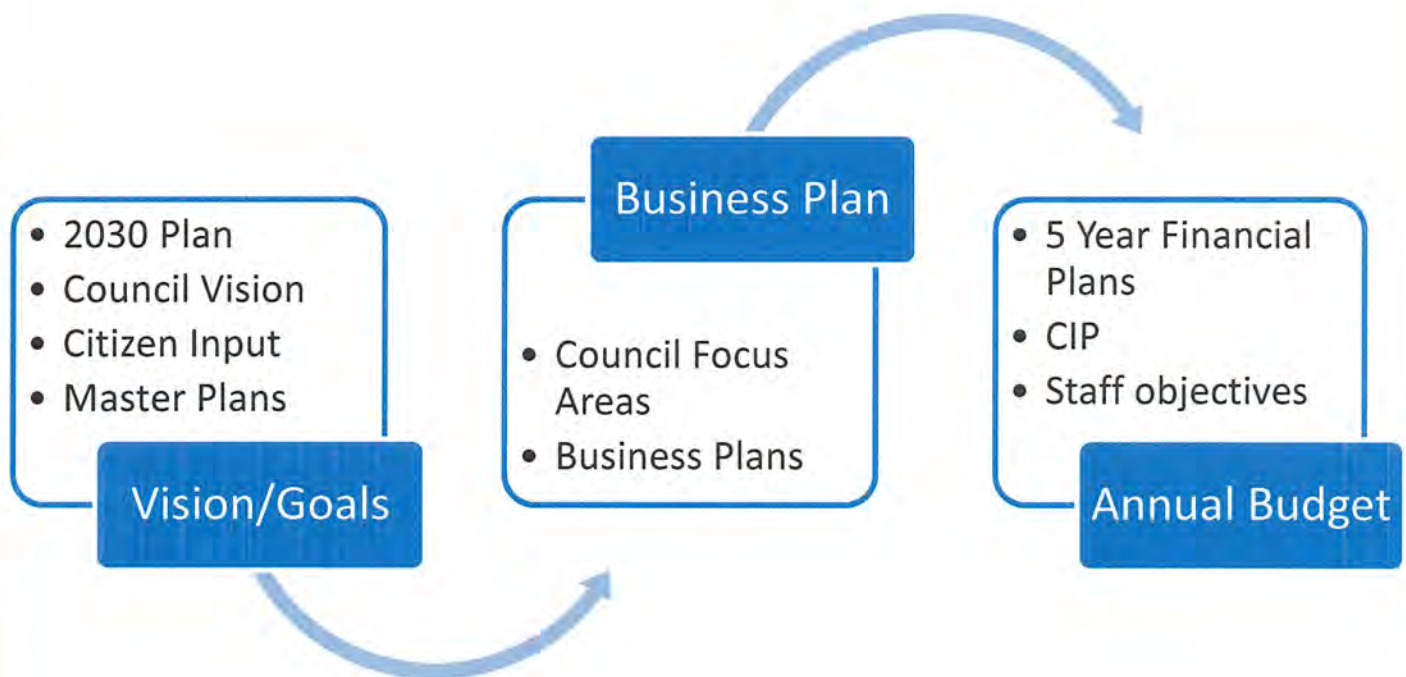 • 2030 Plan
• Council Vision
• Citizen Input
• Master Plans
Vision/Goals
Business Plan
• Council Focus
Areas
• Business Plans
• 5 Year Financial
Plans
• CIP
• Staff objectives
Annual Budget